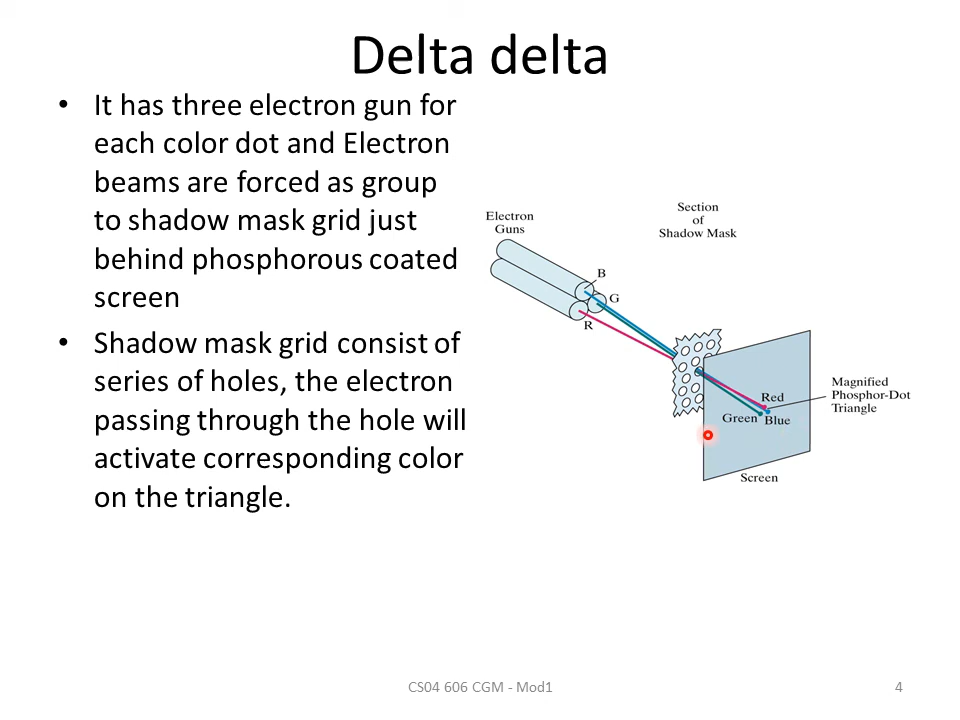 Delta delta
• It has three electron gun for
each color dot and Electron
beams are forced as group
to shadow mask grid just
behind phosphorous coated
screen
• Shadow mask grid consist of
series of holes, the electron
passing through the hole will
activate corresponding color
on the triangle.
Electron
Guns
Section
of
Shadow Mask
B
G
R
Magnified
Phosphor-Dot
Triangle
Red
Green
Blue
Screen
CS04 606 CGM - Mod1
4